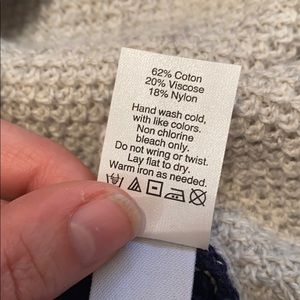 62% Coton
20% Viscose
18% Nylon
Hand wash cold,
with like colors.
Non chlorine
bleach only.
Do not wring or twist.
Lay flat to dry.
Warm iron as needed.